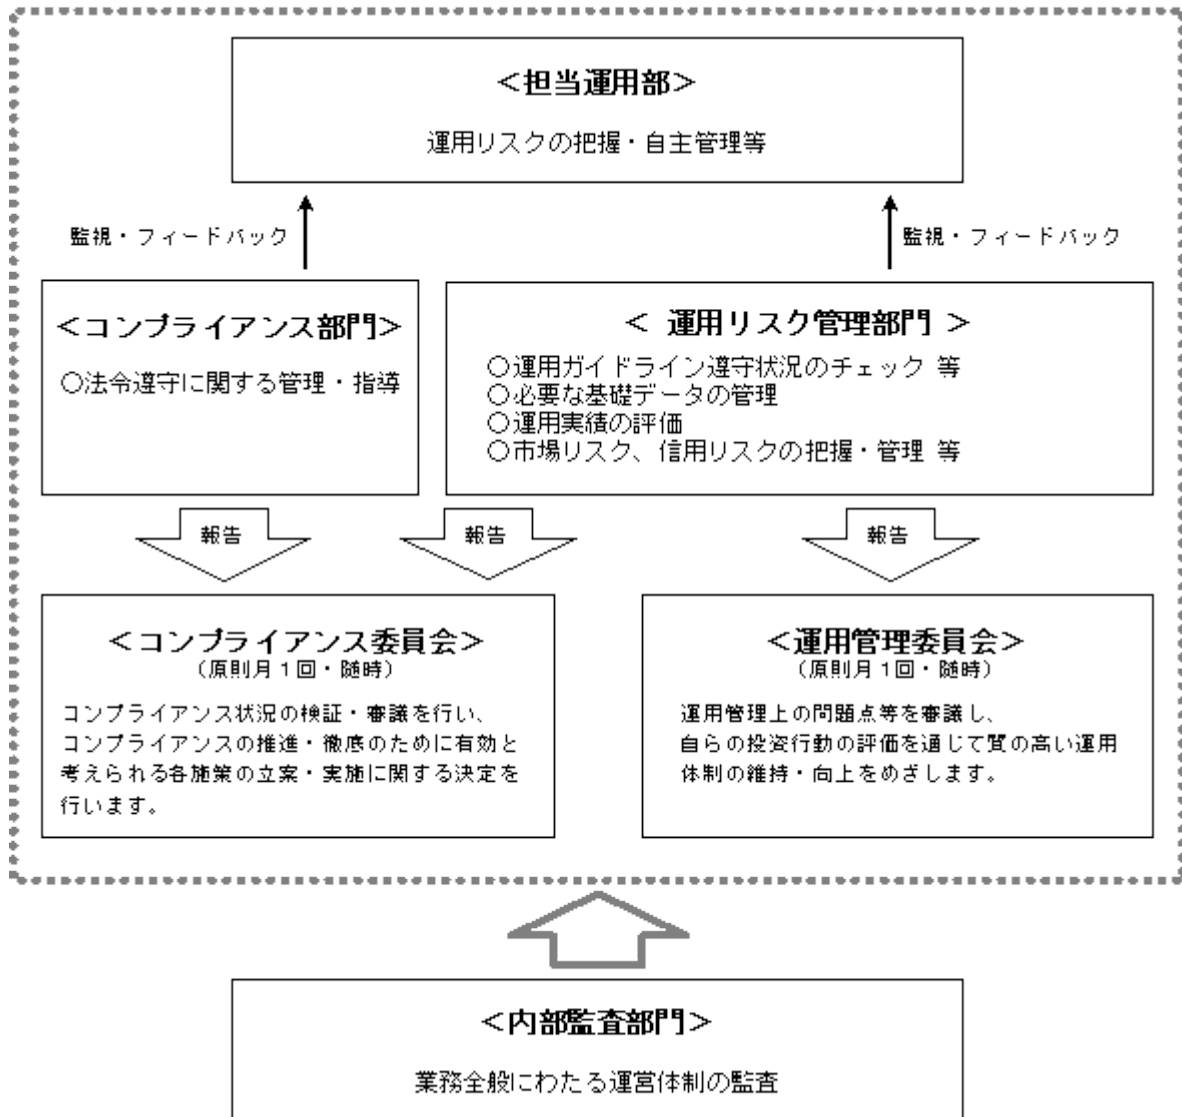 ＜担当運用部＞
運用リスクの把握・自主管理等
監視・フィードバック
監視・フィードバック
＜コンプライアンス部門＞
○法令遵守に関する管理・指導
＜ 運用リスク管理部門 ＞
○運用ガイドライン遵守状況のチェック 等
○必要な基礎データの管理
○運用実績の評価
○市場リスク、信用リスクの把握・管理 等
報告
報告
報告
＜コンプライアンス委員会＞
（原則月１回・随時）
コンプライアンス状況の検証・審議を行い、
コンプライアンスの推進・徹底のために有効と
考えられる各施策の立案・実施に関する決定を
行います。
＜運用管理委員会＞
（原則月１回・随時）
運用管理上の問題点等を審議し、
自らの投資行動の評価を通じて質の高い運用
体制の維持・向上をめざします。
＜内部監査部門＞
業務全般にわたる運営体制の監査